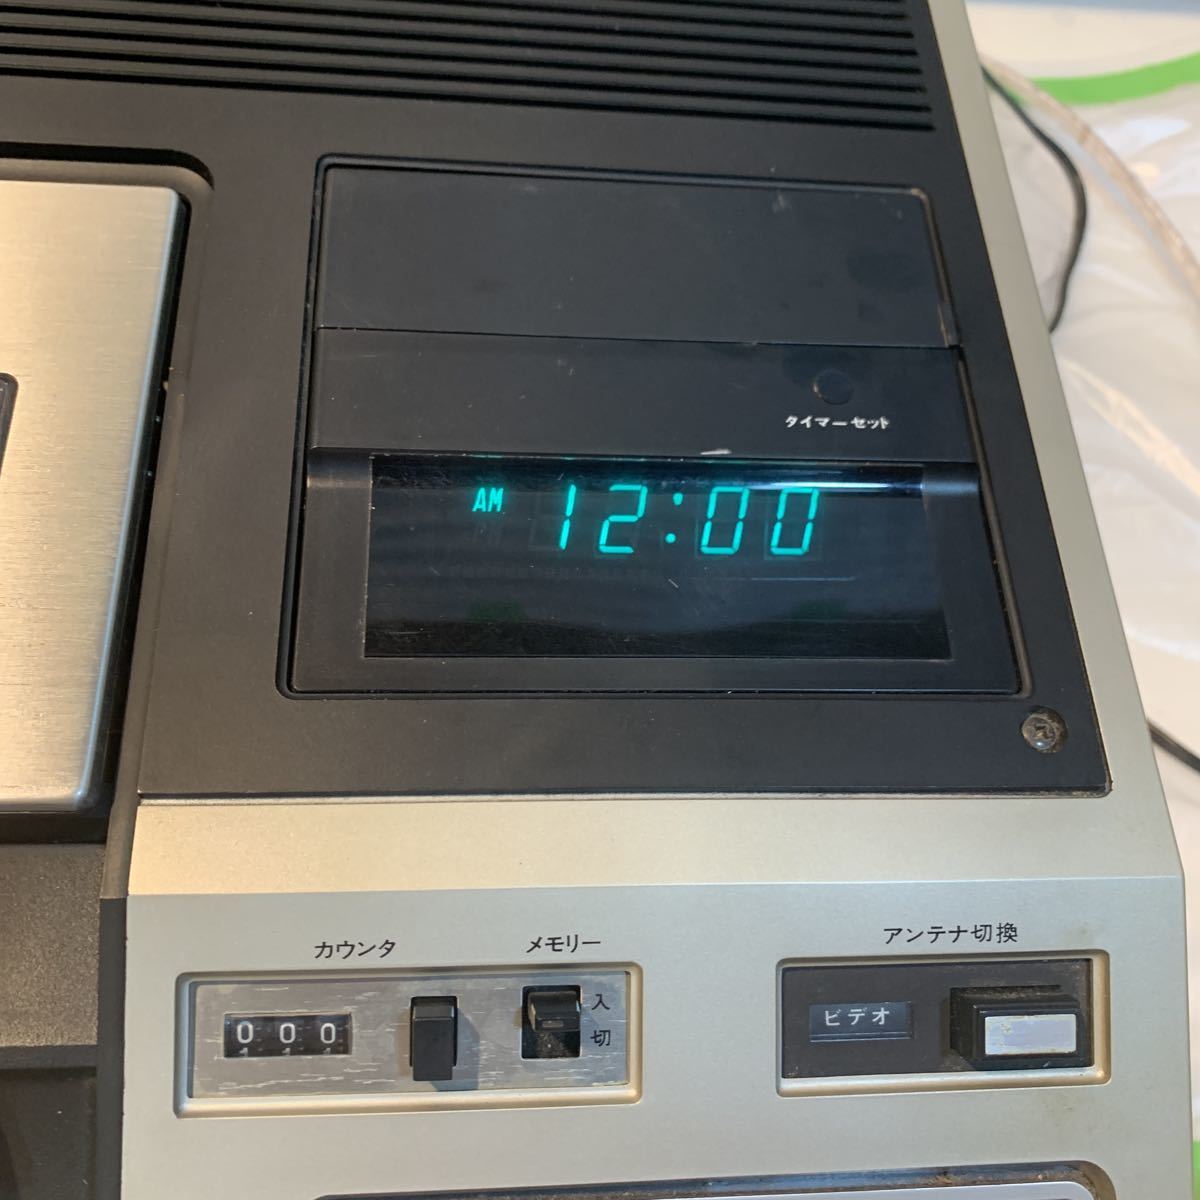 タイマーセット
AM 12:00
カウンタ
メモリー
アンテナ切換
000
入
切
ビデオ